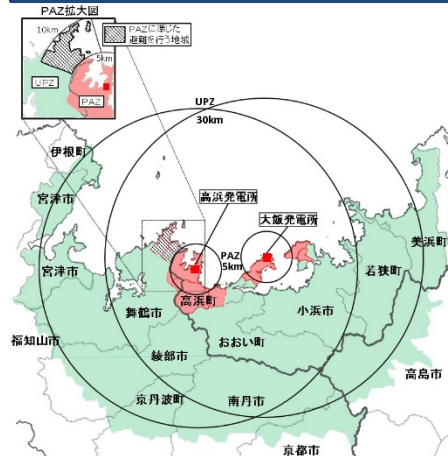 PAZ拡大図
10km
PAZに準じた
避難を行う地域
5km
UPZ
PAZ
UPZ
30km
伊根町
宮津市
高浜発電所
大飯発電所
美浜町
宮津市
PAZ
5km
若狭町
高浜町
舞鶴市
小浜市
福知山市
おおい町
綾部市
高島市
京丹波町
南丹市
京都市